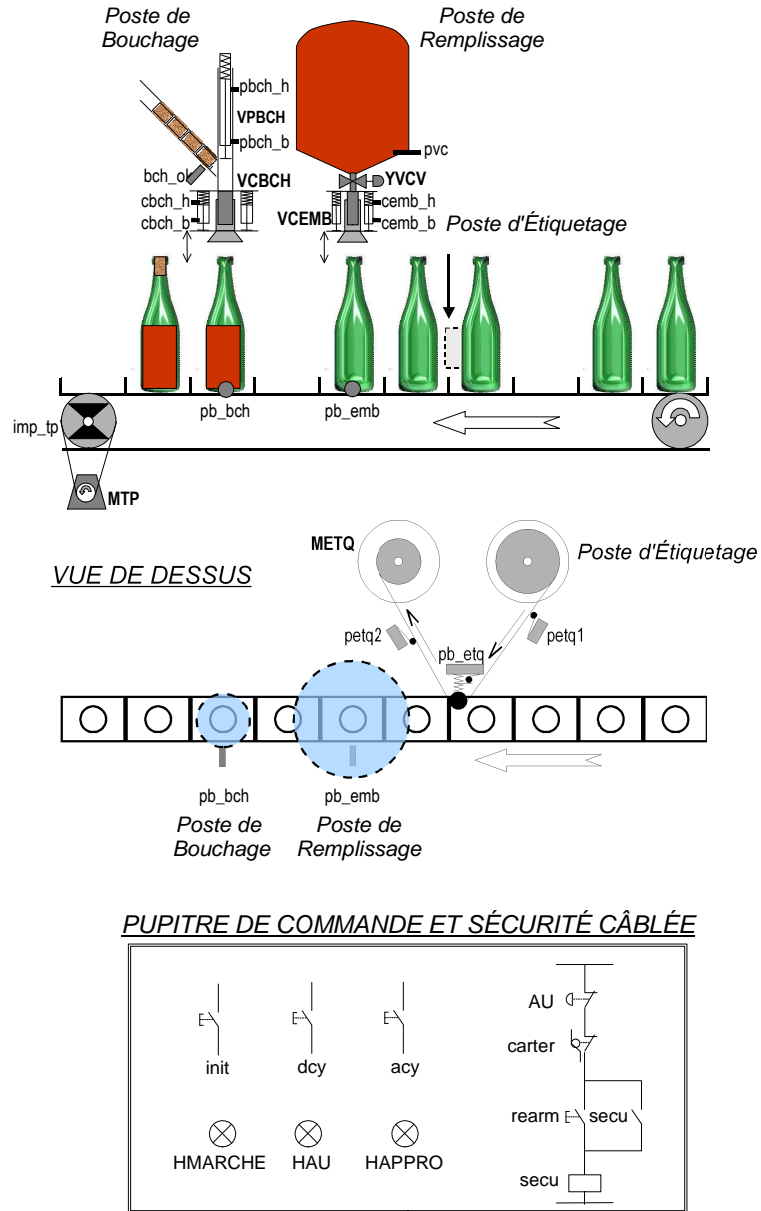 Poste de
Bouchage
Poste de
Remplissage
pbch_h
VPBCH
pbch_b
pvc
bch_ok
VCBCH
YVCV
cbch_h
cemb_h
VCEMB
cbch_b
cemb_b
Poste d'Étiquetage
pb_bch
pb_emb
imp_tp
MTP
METQ
Poste d'Étiquetage
VUE DE DESSUS
petq2
petq1
pb_etq
pb_bch
pb_emb
Poste de
Bouchage
Poste de
Remplissage
PUPITRE DE COMMANDE ET SÉCURITÉ CÂBLÉE
AU
carter
init
dcy
acy
rearm
secu
HMARCHE
HAU
HAPPRO
secu